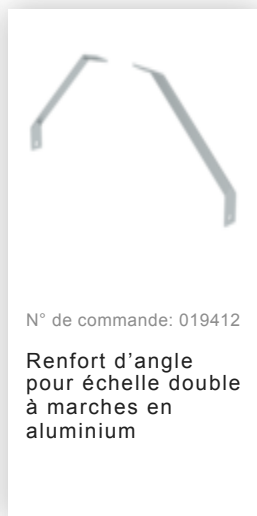 N° de commande: 019412
Renfort d’angle
pour échelle double
à marches en
aluminium